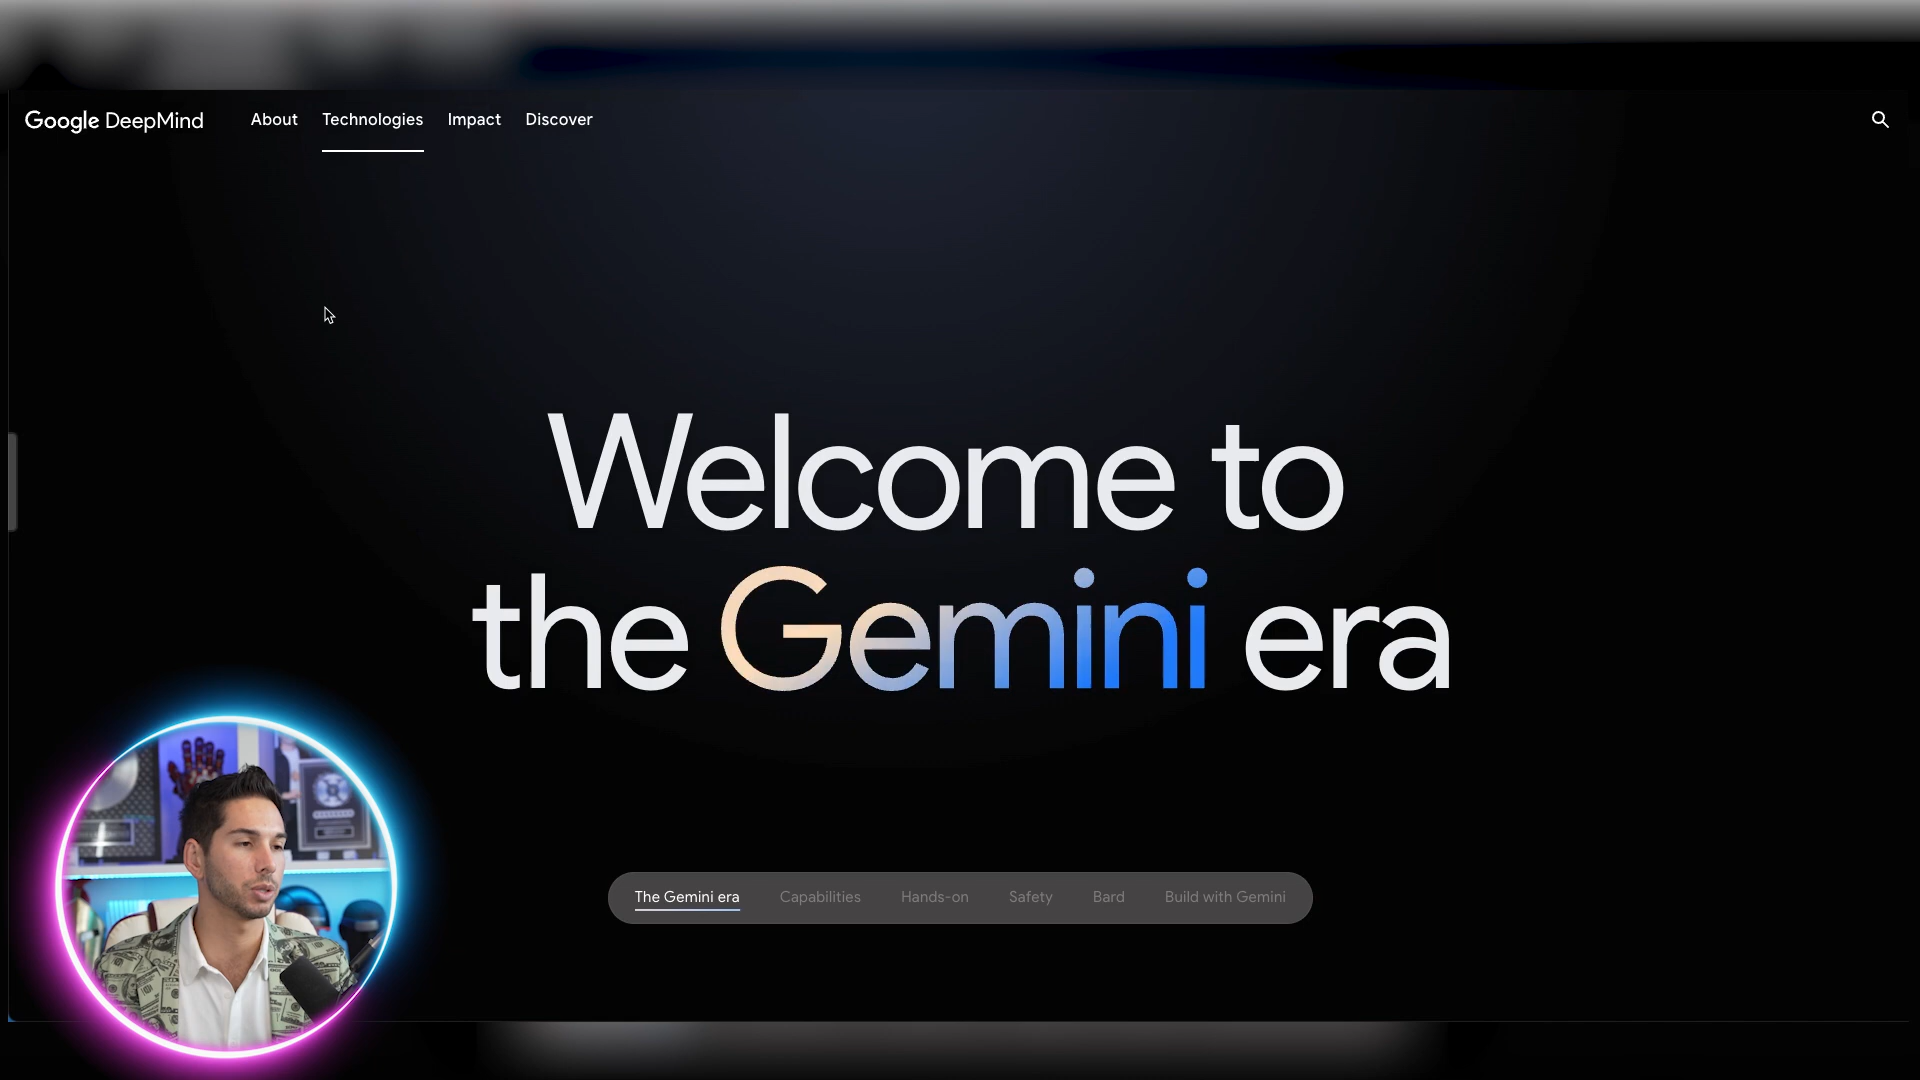 Google DeepMind About Technologies Impact Discover
Welcome to
the Gemini era
The Gemini era Capabilities Hands-on Safety Bard Build with Gemini